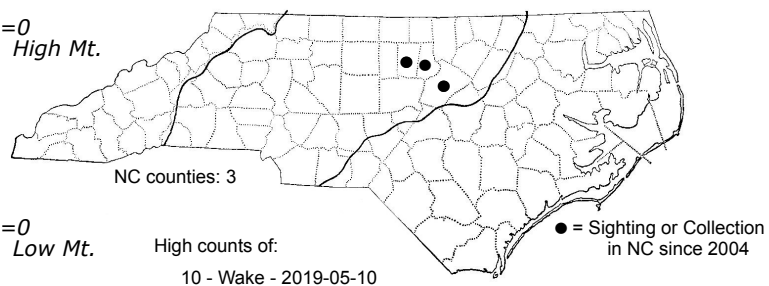 =0
High Mt.
NC counties: 3
=0
Low Mt.
High counts of:
10 - Wake - 2019-05-10
● = Sighting or Collection
in NC since 2004